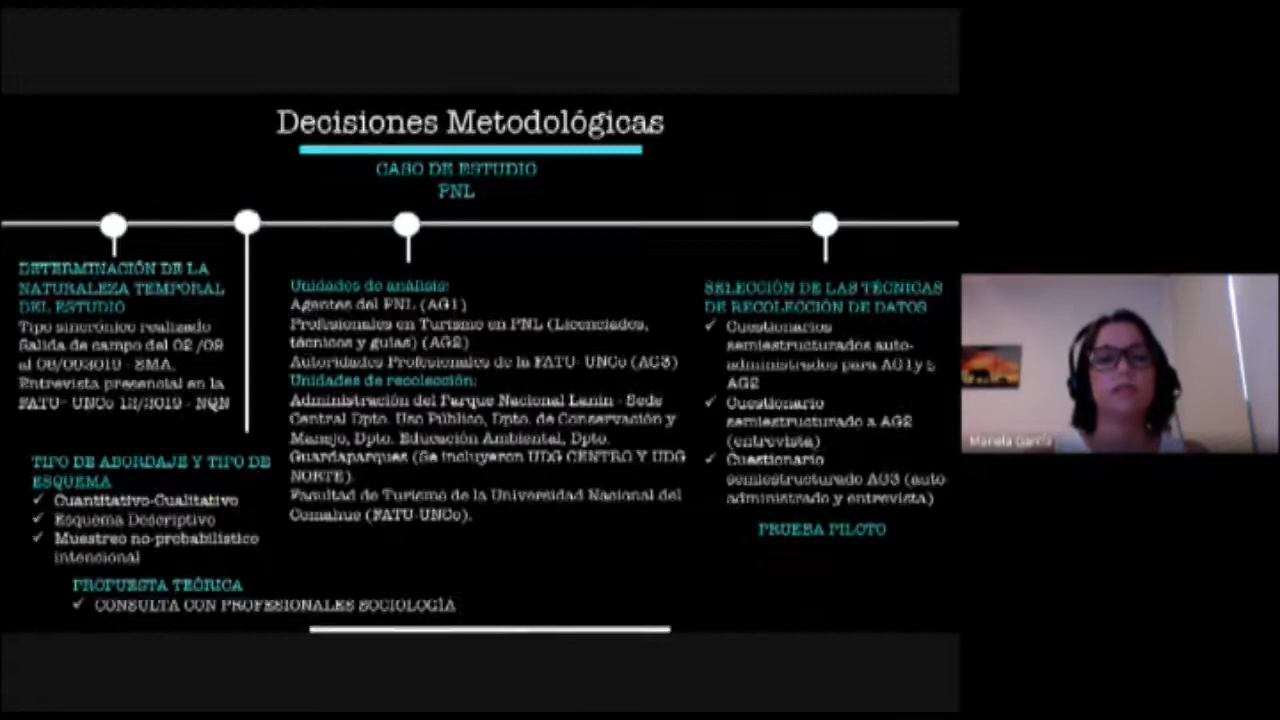 Decisiones Metodológicas
CASO DE ESTUDIO
PNL
DETERMINACIÓN DE LA
NATURALEZA TEMPORAL
DEL ESTUDIO
Tipo sincrónico realizado
Salida de campo del 02 /09
al SMA.
Entrevista presencial en la
FATU- UNCo 12/2019 - NQN
TIPO DE ABORDAJE Y TIPO DE
ESQUEMA
✓ Cuantitativo-Cualitativo
✓ Esquema Descriptivo
✓ Muestreo no-probabilístico
intencional
PROPUESTA TEÓRICA
✓ CONSULTA CON PROFESIONALES SOCIOLOGÍA
Unidades de análisis:
Agentes del PNL (AG1)
Profesionales en Turismo en PNL (Licenciados,
técnicos y guías) (AG2)
Autoridades Profesionales de la FATU- UNCo (AG3)
Unidades de recolección:
Administración del Parque Nacional Lanín - Sede
Central Dpto. Uso Público, Dpto. de Conservación y
Manejo, Dpto. Educación Ambiental, Dpto.
Guardaparques (Se incluyeron UDG CENTRO Y UDG
NORTE).
Facultad de Turismo de la Universidad Nacional del
Comahue (FATU-UNCo).
SELECCIÓN DE LAS TÉCNICAS
DE RECOLECCIÓN DE DATOS
✓ Cuestionarios
semiestructurados auto-
administrados para AG1y
AG2
✓ Cuestionario
semiestructurado a AG2
(entrevista)
✓ Cuestionario
semiestructurado AG3 (auto
administrado y entrevista)
PRUEBA PILOTO
Mariela García